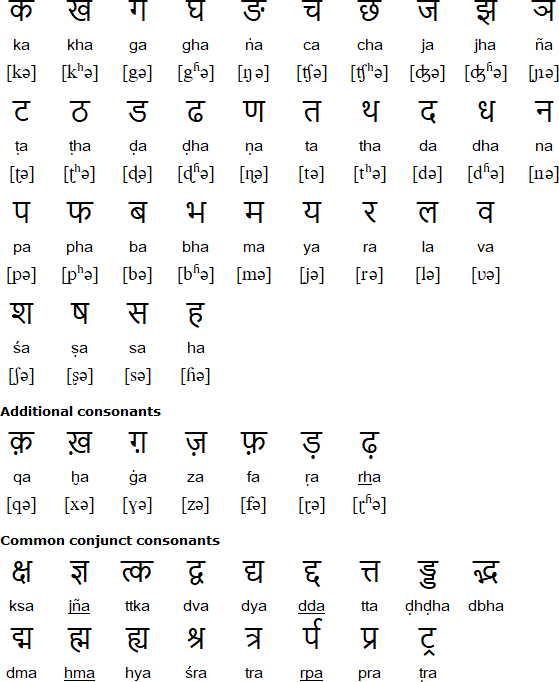 क ख ग घ ङ च छ ज झ ञ
ka kha ga gha ṅa ca cha ja jha ña
[kə] [kʰə] [gə] [gʱə] [ŋə] [ʧə] [ʧʰə] [ʤə] [ʤʱə] [ɲə]
ट ठ ड ढ ण त थ द ध न
ṭa ṭha ḍa ḍha ṇa ta tha da dha na
[ʈə] [ʈʰə] [ɖə] [ɖʱə] [ɳə] [tə] [tʰə] [də] [dʱə] [nə]
प फ ब भ म य र ल व
pa pha ba bha ma ya ra la va
[pə] [pʰə] [bə] [bʱə] [mə] [jə] [rə] [lə] [ʋə]
श ष स ह
śa ṣa sa ha
[ʃə] [ʂə] [sə] [ɦə]
Additional consonants
क़ ख़ ग़ ज़ फ़ ड़ ढ़
qa ḫa ġa za fa ṛa rha
[qə] [xə] [ɣə] [zə] [fə] [ɽə] [ɽʱə]
Common conjunct consonants
क्ष ज्ञ त्क द्व द्य द्द त्त ड्ड द्भ
ksa jña ttka dva dya dda tta ḍhḍha dbha
द्म ह्म ह्य श्र त्र र्प प्र ट्र
dma hma hya śra tra rpa pra ṭra